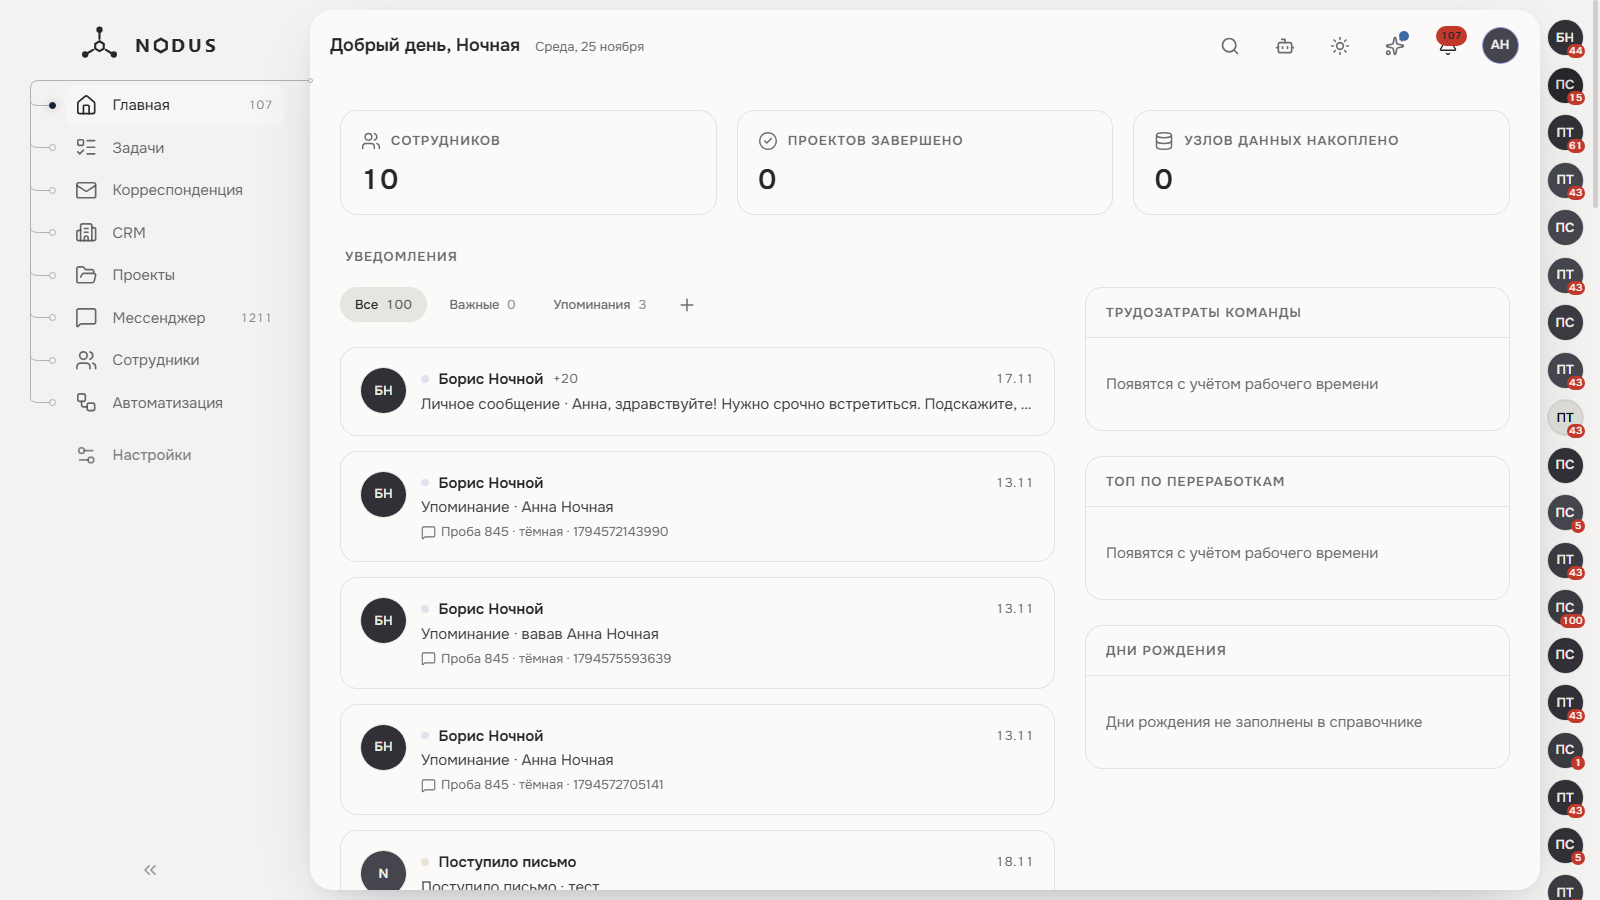 NODUS
Главная 107
Задачи
Корреспонденция
CRM
Проекты
Мессенджер 1211
Сотрудники
Автоматизация
Настройки
Добрый день, Ночная Среда, 25 ноября
107
АН
СОТРУДНИКОВ
10
ПРОЕКТОВ ЗАВЕРШЕНО
0
УЗЛОВ ДАННЫХ НАКОПЛЕНО
0
УВЕДОМЛЕНИЯ
Все 100 Важные 0 Упоминания 3
БН
Борис Ночной +20 17.11
Личное сообщение · Анна, здравствуйте! Нужно срочно встретиться. Подскажите, ...
БН
Борис Ночной 13.11
Упоминание · Анна Ночная
Проба 845 · тёмная · 1794572143990
БН
Борис Ночной 13.11
Упоминание · вавав Анна Ночная
Проба 845 · тёмная · 1794575593639
БН
Борис Ночной 13.11
Упоминание · Анна Ночная
Проба 845 · тёмная · 1794572705141
N
Поступило письмо 18.11
Поступило письмо · тест
ТРУДОЗАТРАТЫ КОМАНДЫ
Появятся с учётом рабочего времени
ТОП ПО ПЕРЕРАБОТКАМ
Появятся с учётом рабочего времени
ДНИ РОЖДЕНИЯ
Дни рождения не заполнены в справочнике
БН
44
ПС
15
ПТ
61
ПТ
43
ПС
ПТ
43
ПС
ПТ
43
ПТ
43
ПС
ПС
5
ПТ
43
ПС
100
ПС
ПТ
43
ПС
1
ПТ
43
ПС
5
ПТ